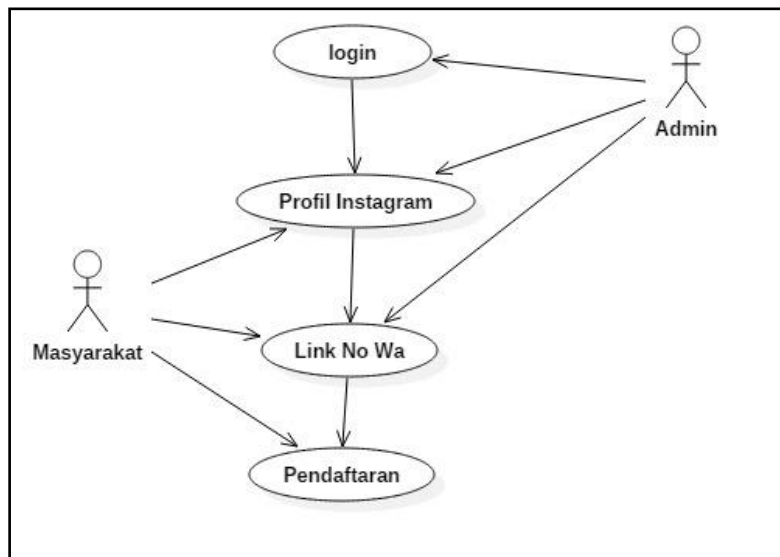 login
Admin
Profil Instagram
Masyarakat
Link No Wa
Pendaftaran